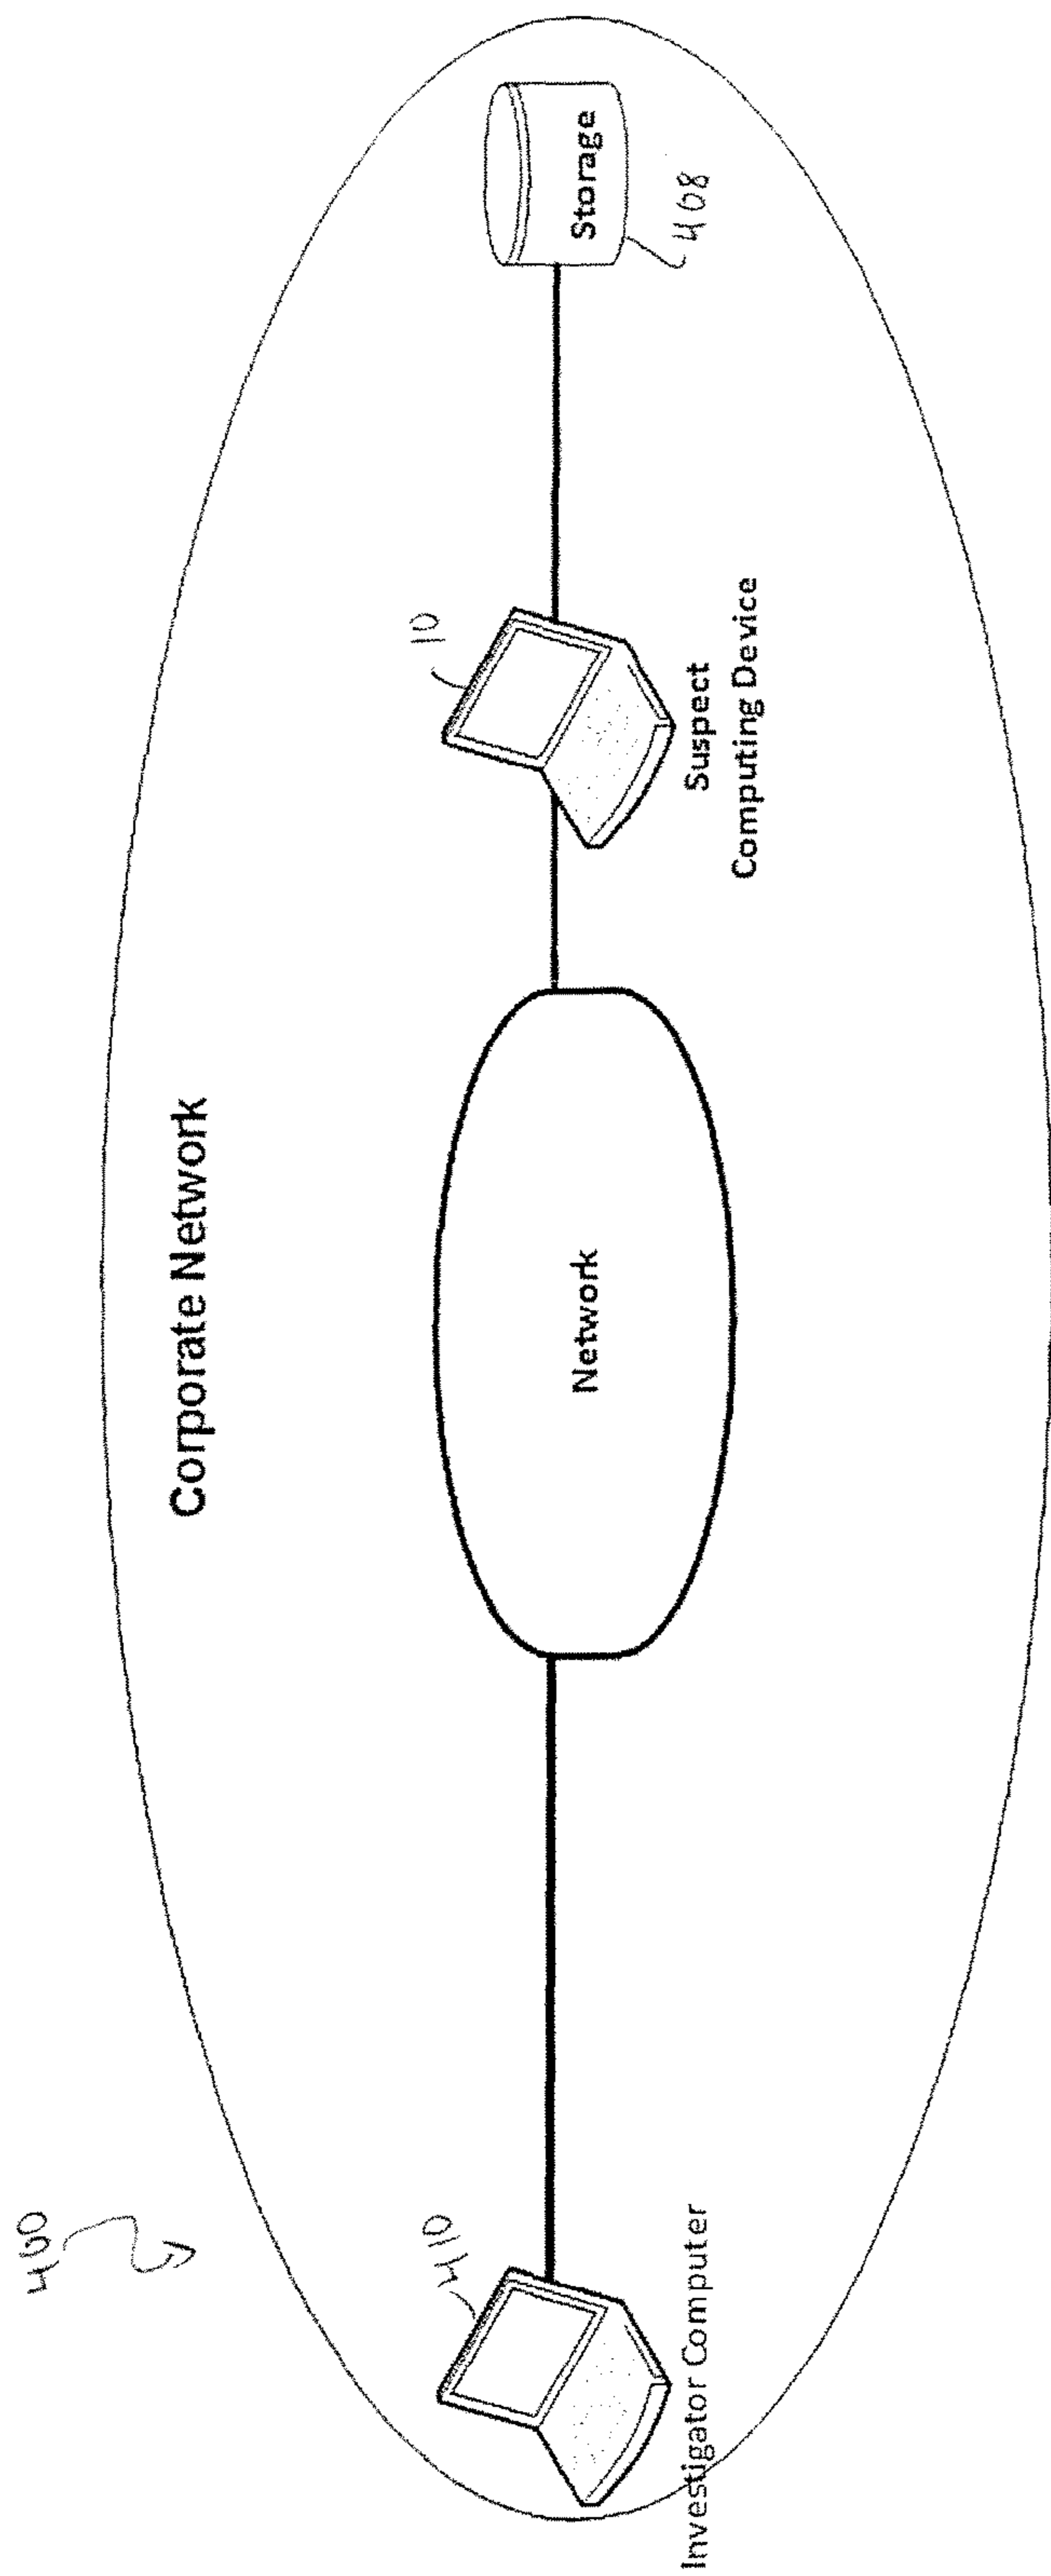 400
Corporate Network
410
Investigator Computer
Network
10
Suspect
Computing Device
Storage
408